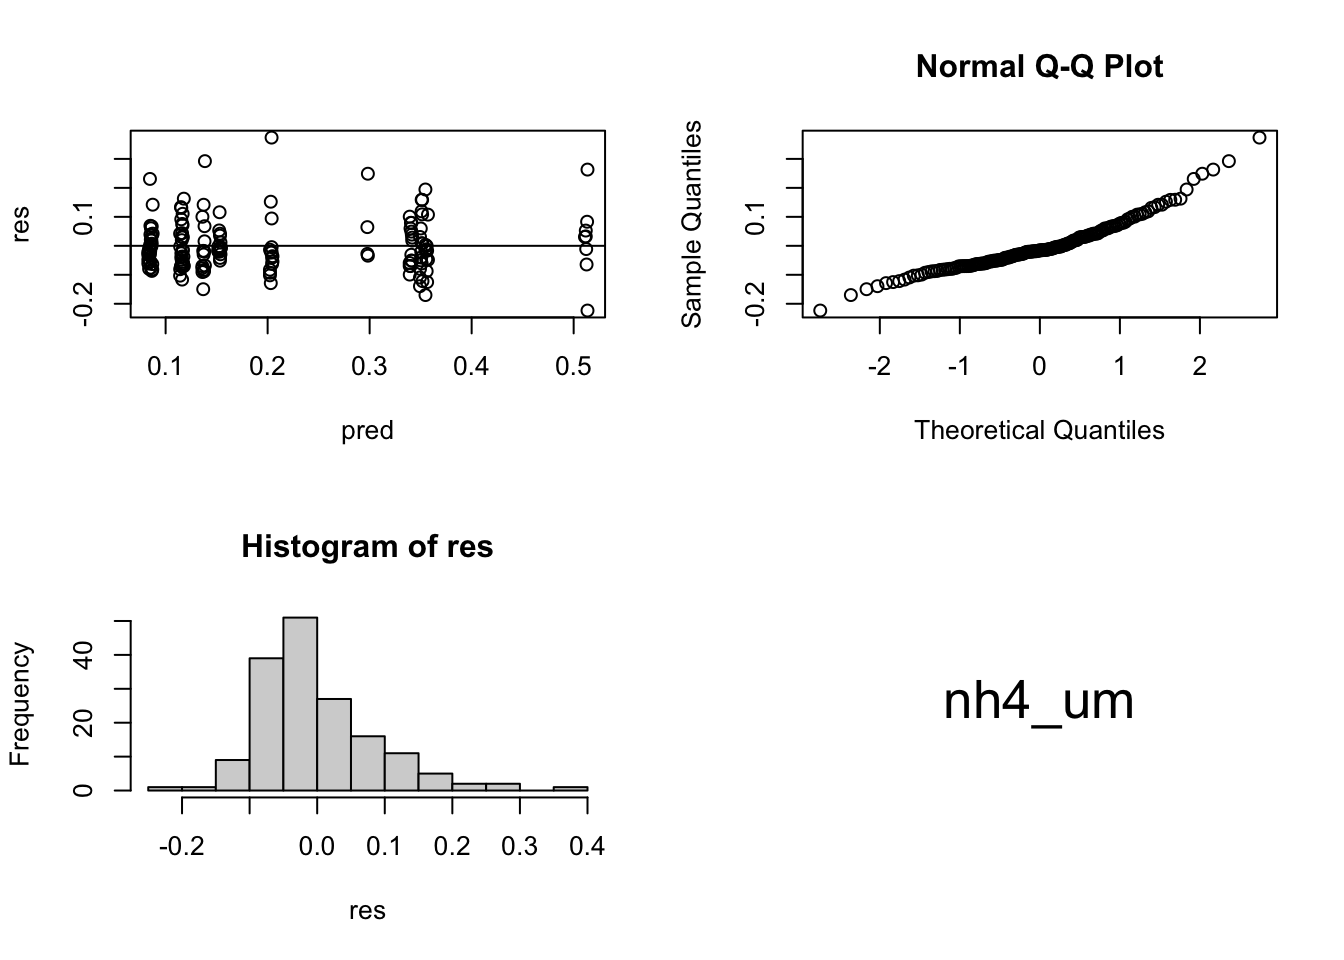 res
0.1
-0.2
0.1 0.2 0.3 0.4 0.5
pred
Normal Q-Q Plot
Sample Quantiles
0.1
-0.2
-2 -1 0 1 2
Theoretical Quantiles
Histogram of res
Frequency
40
20
0
-0.2 0.0 0.1 0.2 0.3 0.4
res
nh4_um